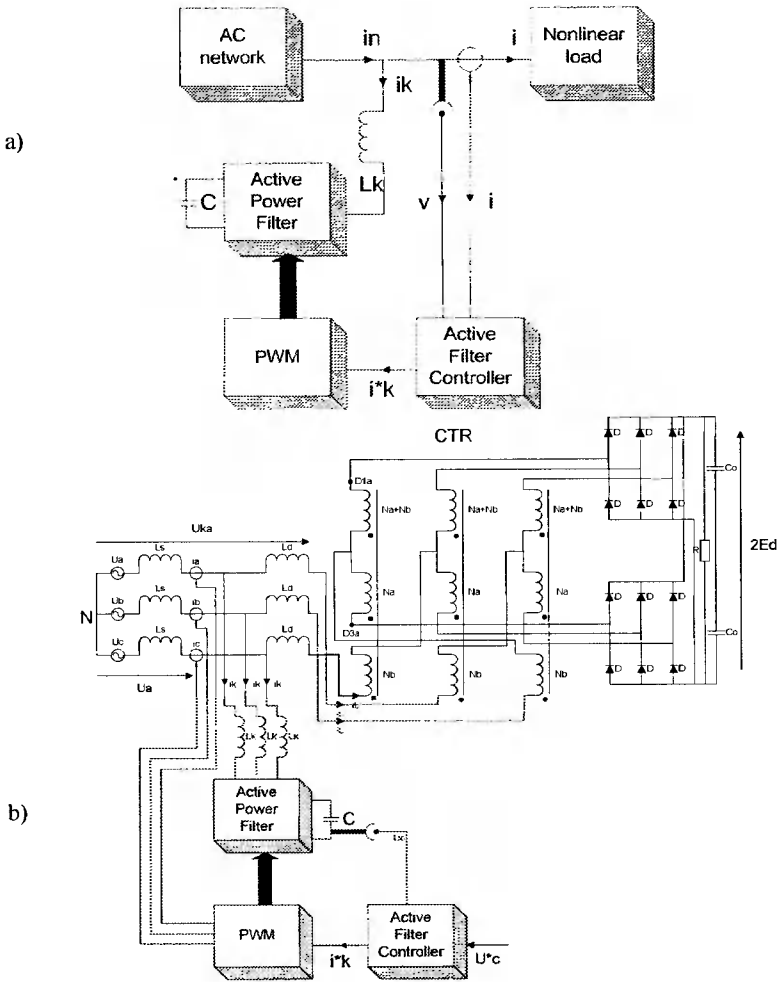 a)
AC
network
in
i
Nonlinear
load
ik
Lk
C
Active
Power
Filter
v
i
PWM
i*k
Active
Filter
Controller
CTR
D1a
Na+Nb
Na+Nb
Na+Nb
D
D
D
D
D
D
Co
Uka
Ls
Ld
Ua
ia
Na
Na
Na
R
2Ed
Ls
Ld
N
Ub
ib
D3a
D
D
D
Co
Ls
Ld
Uc
Nb
Nb
Nb
D
D
D
Ua
ik
ik
ik
Lk
Lk
Lk
b)
Active
Power
Filter
C
PWM
i*k
Active
Filter
Controller
U*c